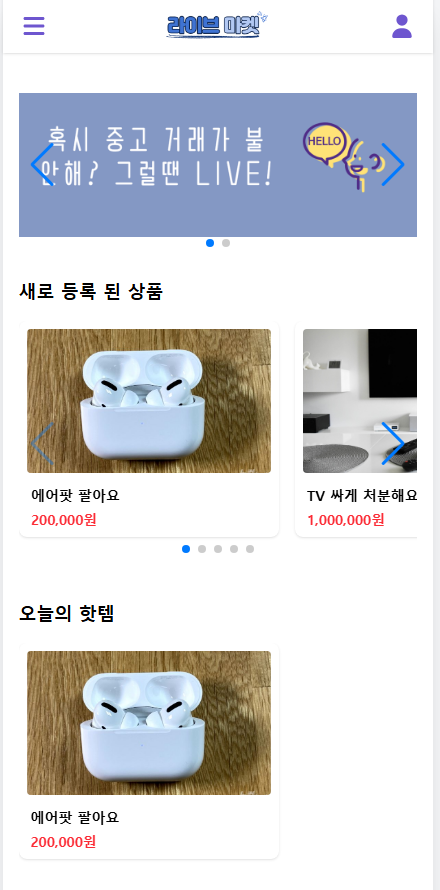 라이브 마켓
혹시 중고 거래가 불
안해? 그럴땐 LIVE!
HELLO
새로 등록 된 상품
에어팟 팔아요
200,000원
TV 싸게 처분해요
1,000,000원
오늘의 핫템
에어팟 팔아요
200,000원